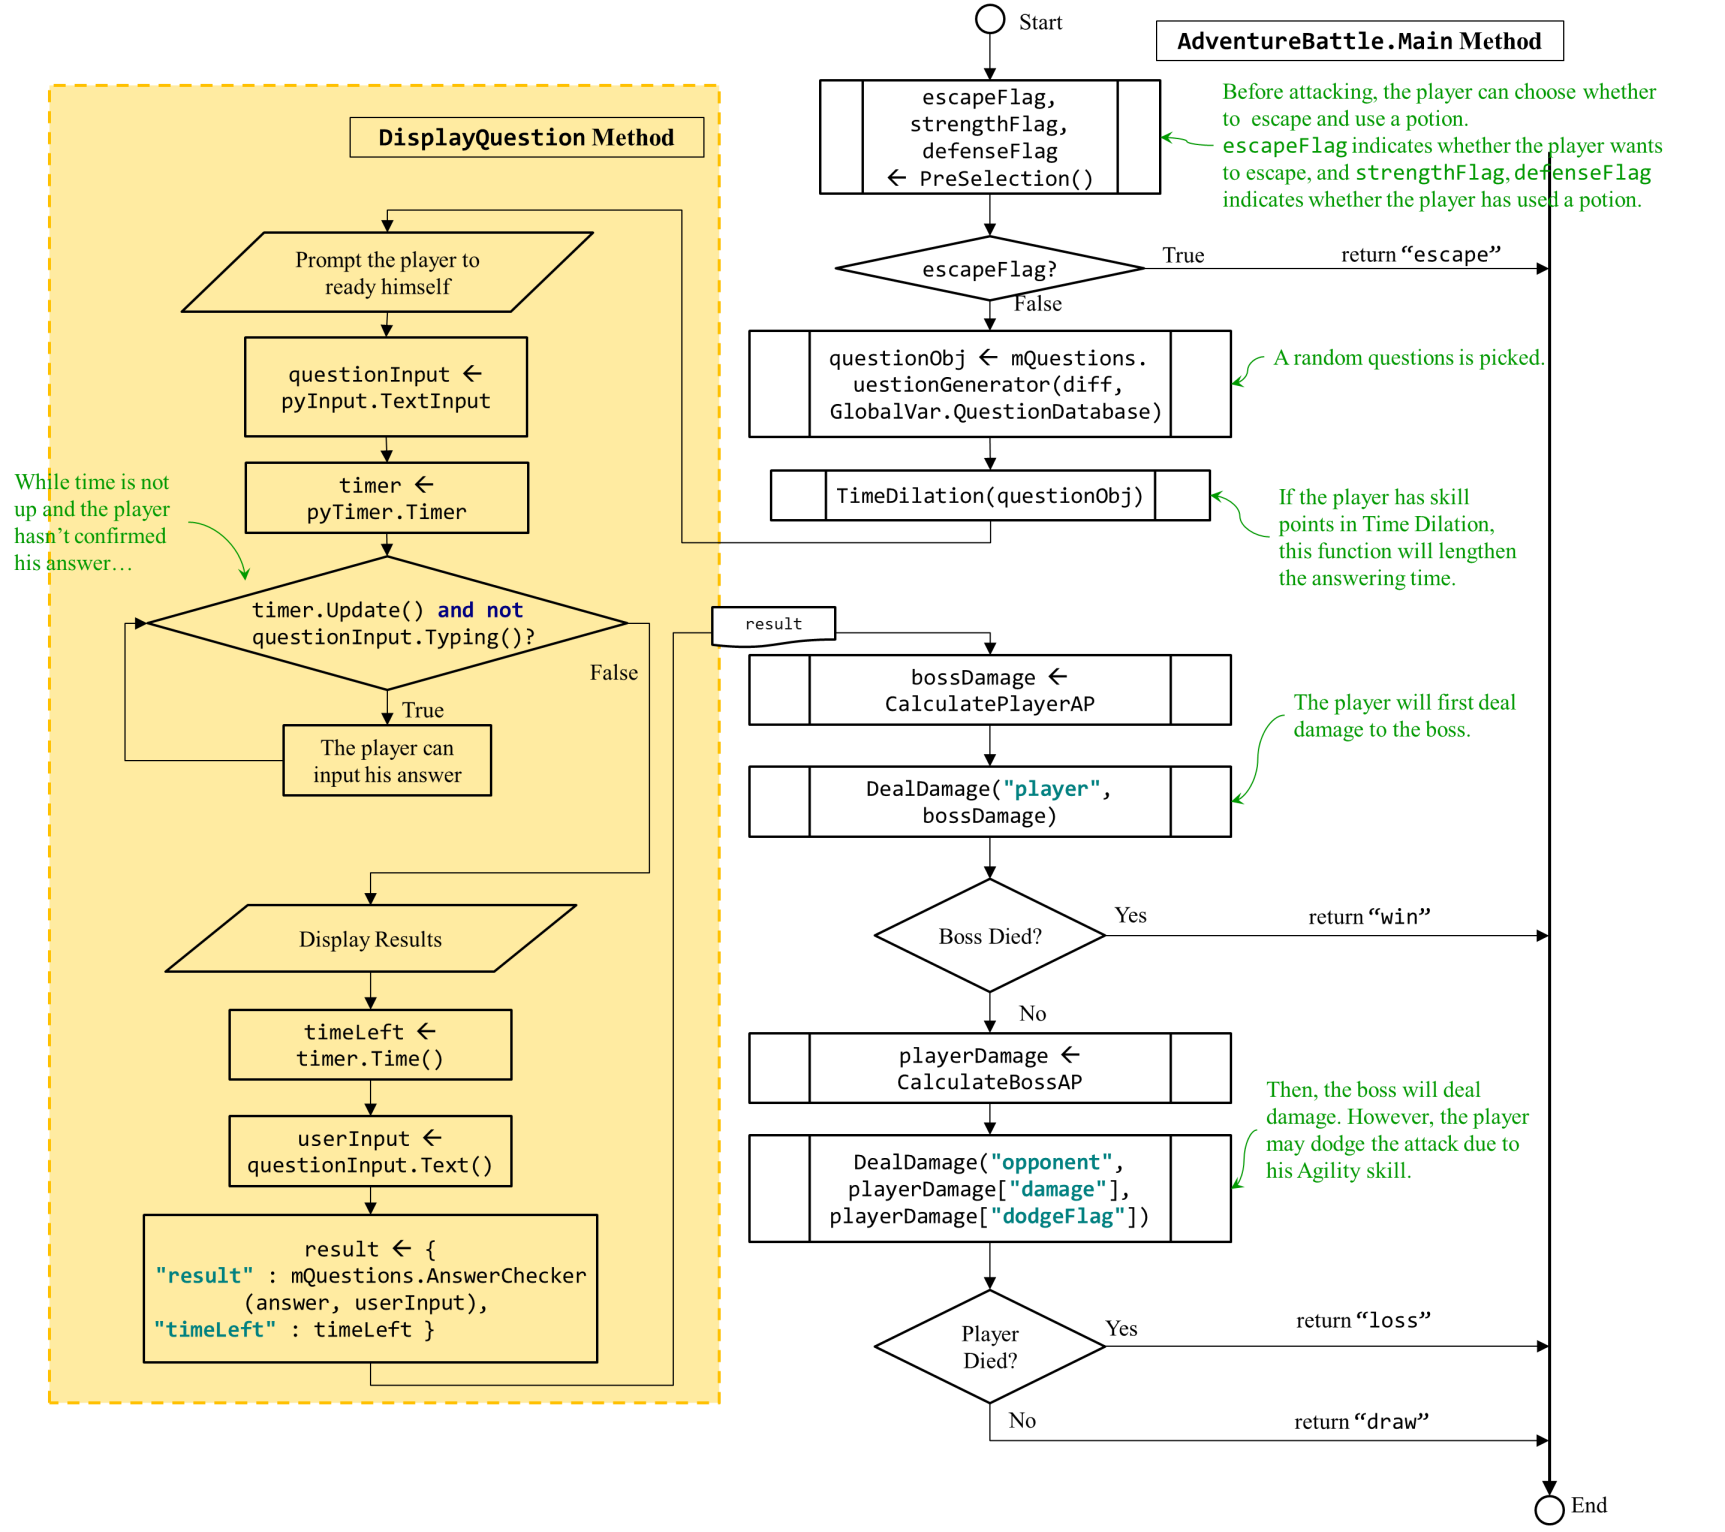 Start
AdventureBattle.Main Method
escapeFlag,
strengthFlag,
defenseFlag
← PreSelection()
Before attacking, the player can choose whether
to escape and use a potion.
escapeFlag indicates whether the player wants
to escape, and strengthFlag, defenseFlag
indicates whether the player has used a potion.
escapeFlag?
True
return “escape”
False
questionObj ← mQuestions.
uestionGenerator(diff,
GlobalVar.QuestionDatabase)
A random questions is picked.
TimeDilation(questionObj)
If the player has skill
points in Time Dilation,
this function will lengthen
the answering time.
DisplayQuestion Method
Prompt the player to
ready himself
questionInput ←
pyInput.TextInput
timer ←
pyTimer.Timer
While time is not
up and the player
hasn’t confirmed
his answer…
timer.Update() and not
questionInput.Typing()?
False
True
The player can
input his answer
Display Results
timeLeft ←
timer.Time()
userInput ←
questionInput.Text()
result ← {
"result" : mQuestions.AnswerChecker
(answer, userInput),
"timeLeft" : timeLeft }
result
bossDamage ←
CalculatePlayerAP
DealDamage("player",
bossDamage)
The player will first deal
damage to the boss.
Boss Died?
Yes
return “win”
No
playerDamage ←
CalculateBossAP
DealDamage("opponent",
playerDamage["damage"],
playerDamage["dodgeFlag"])
Then, the boss will deal
damage. However, the player
may dodge the attack due to
his Agility skill.
Player
Died?
Yes
return “loss”
No
return “draw”
End